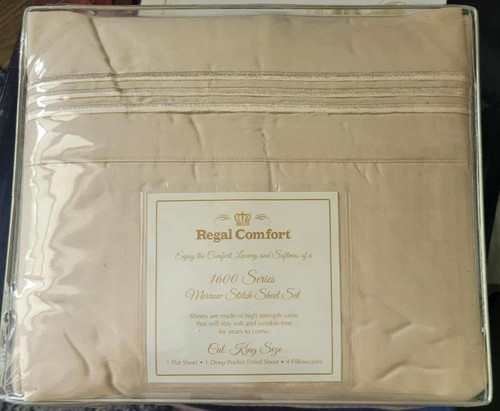 Regal Comfort
Enjoy the Comfort, Luxury and Softness of a
1600 Series
Merrow Stitch Sheet Set
Sheets are made of high strength yarns
that will stay soft and wrinkle-free
for years to come.
Cal. King Size
1 Flat Sheet • 1 Deep Pocket Fitted Sheet • 4 Pillowcases